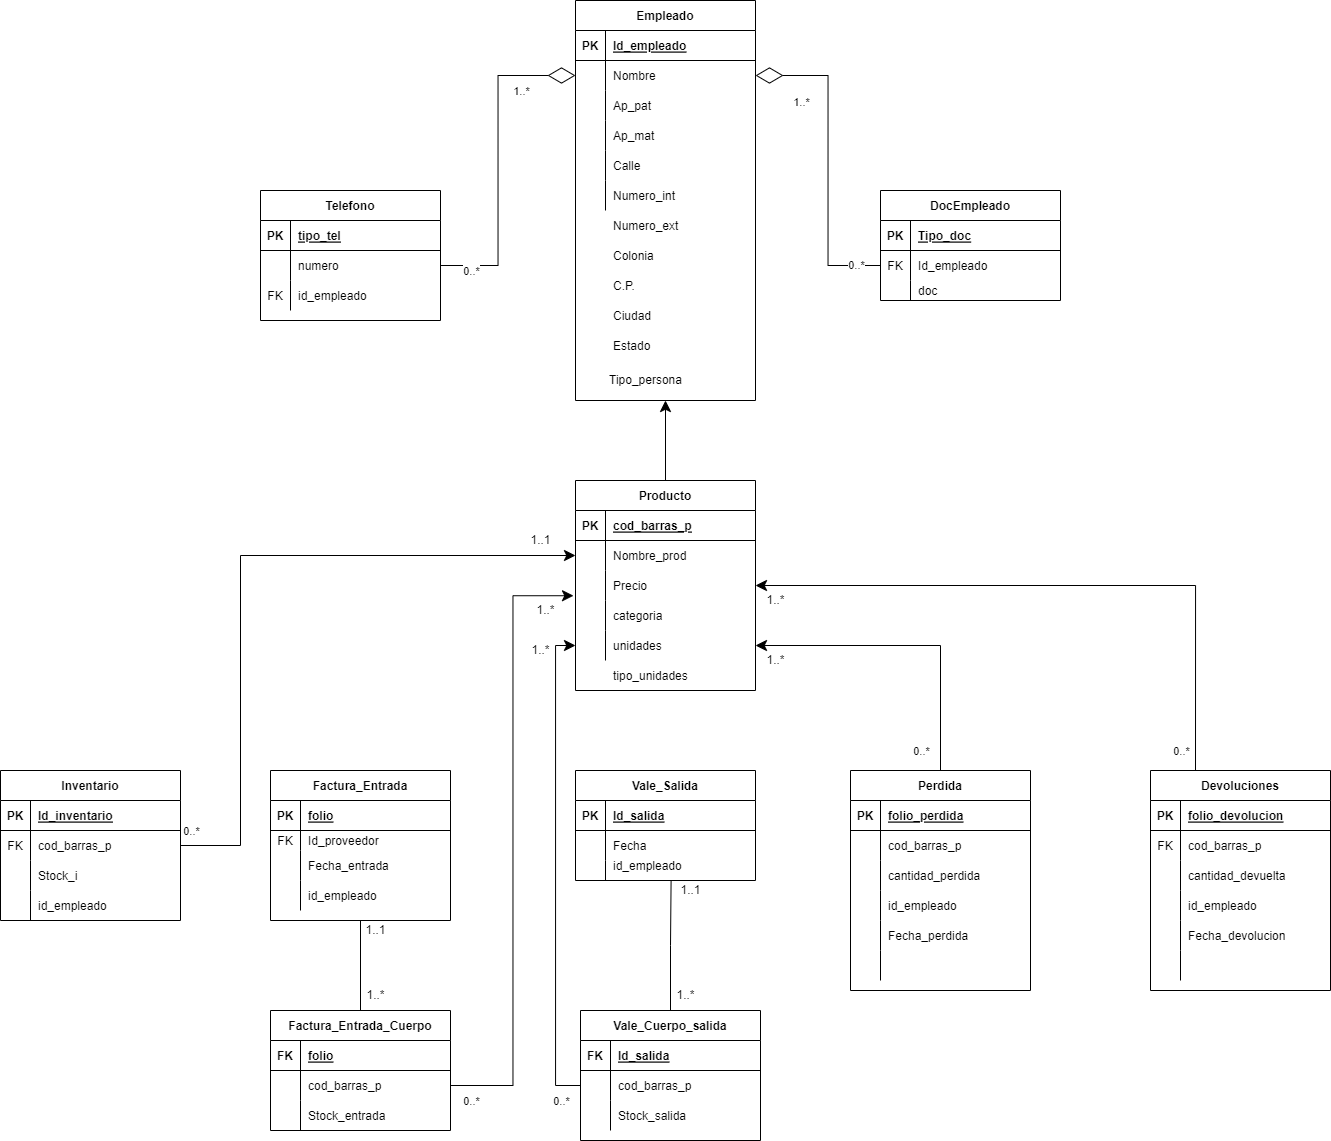 Empleado
PK Id_empleado
Nombre
Ap_pat
Ap_mat
Calle
Numero_int
Numero_ext
Colonia
C.P.
Ciudad
Estado
Tipo_persona
1..*
1..*
Telefono
PK tipo_tel
numero
FK id_empleado
0..*
DocEmpleado
PK Tipo_doc
FK Id_empleado
doc
0..*
Producto
PK cod_barras_p
Nombre_prod
Precio
categoria
unidades
tipo_unidades
1..1
1..*
1..*
1..*
1..*
Inventario
PK Id_inventario
FK cod_barras_p
Stock_i
id_empleado
0..*
Factura_Entrada
PK folio
FK Id_proveedor
Fecha_entrada
id_empleado
1..1
1..*
Vale_Salida
PK Id_salida
Fecha
id_empleado
1..1
1..*
0..*
Perdida
PK folio_perdida
cod_barras_p
cantidad_perdida
id_empleado
Fecha_perdida
0..*
Devoluciones
PK folio_devolucion
FK cod_barras_p
cantidad_devuelta
id_empleado
Fecha_devolucion
Factura_Entrada_Cuerpo
FK folio
cod_barras_p
Stock_entrada
0..*
Vale_Cuerpo_salida
FK Id_salida
cod_barras_p
Stock_salida
0..*